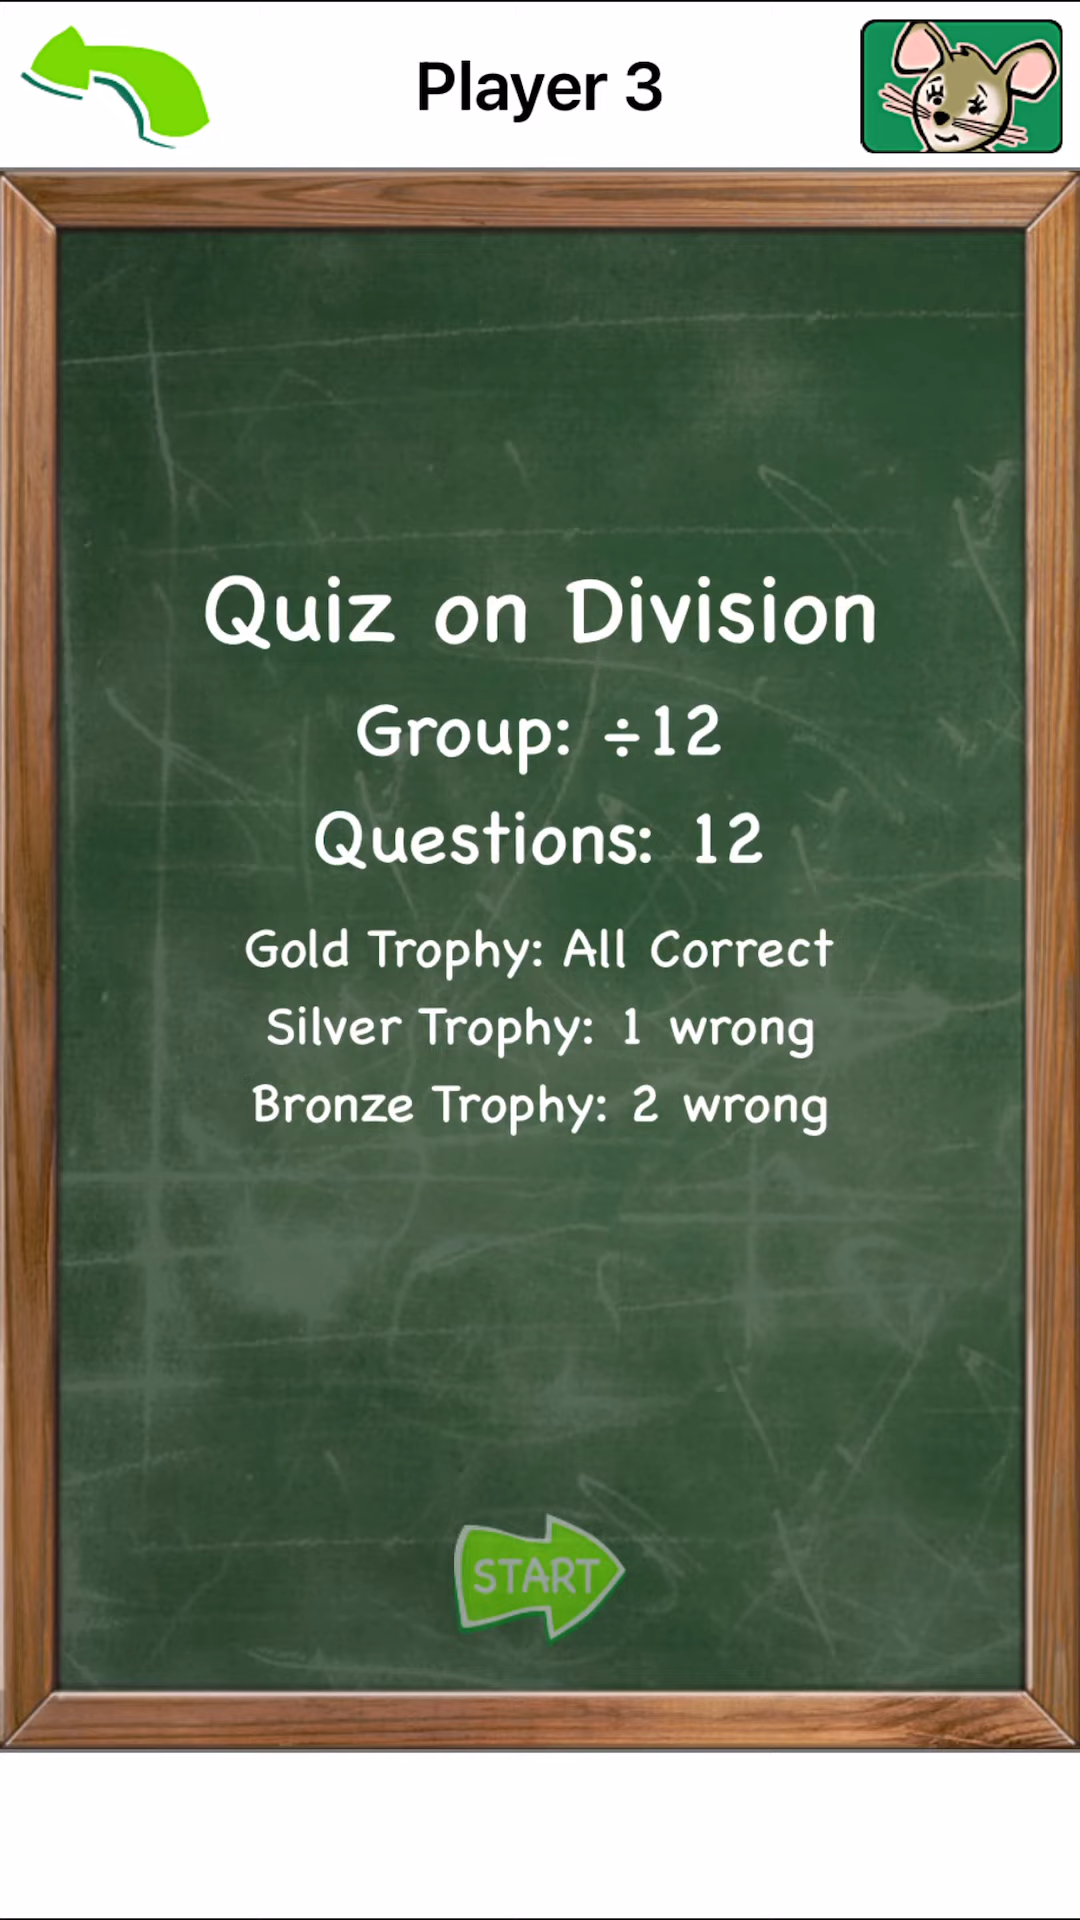 Player 3
Quiz on Division
Group: ÷12
Questions: 12
Gold Trophy: All Correct
Silver Trophy: 1 wrong
Bronze Trophy: 2 wrong
START